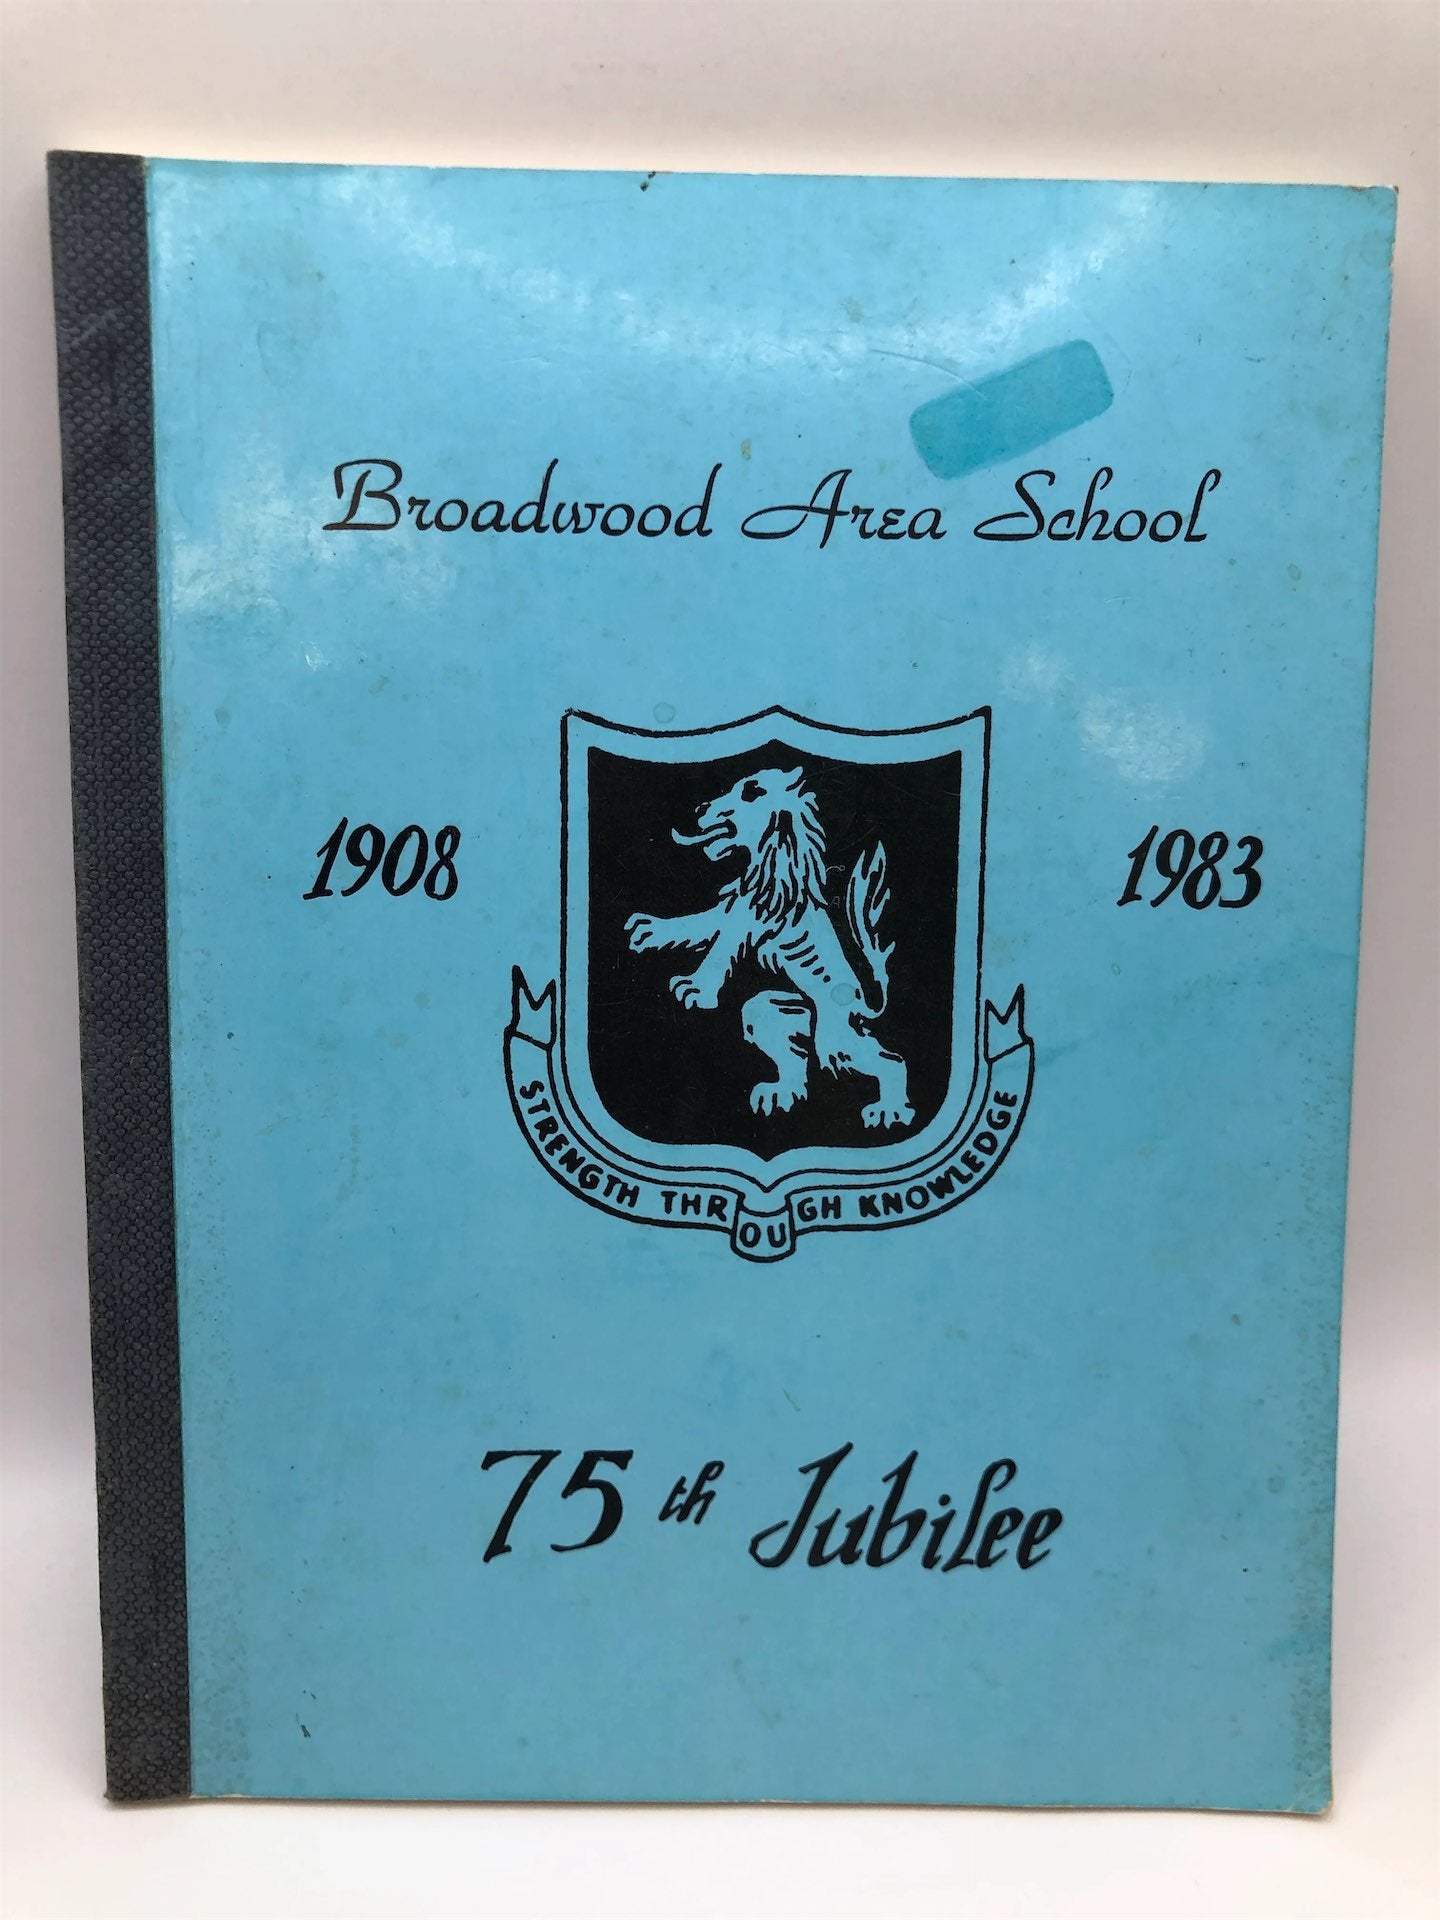 Broadwood Area School
1908
1983
STRENGTH THROUGH KNOWLEDGE
75th Jubilee